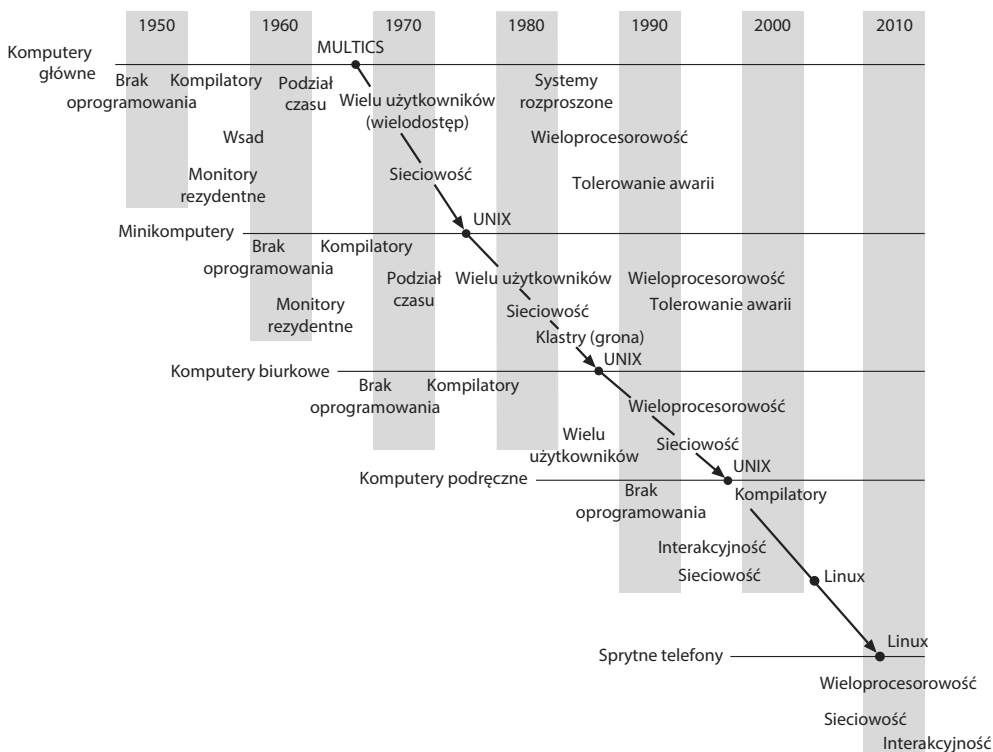 1950 1960 1970 1980 1990 2000 2010
MULTICS
Komputery
główne
Brak
oprogramowania
Kompilatory
Podział
czasu
Wielu użytkowników
(wielodostęp)
Systemy
rozproszone
Wsad
Wieloprocesorowość
Monitory
rezydentne
Sieciowość
Tolerowanie awarii
UNIX
Minikomputery
Brak
oprogramowania
Kompilatory
Podział
czasu
Wielu użytkowników
Wieloprocesorowość
Monitory
rezydentne
Sieciowość
Tolerowanie awarii
Klastry (grona)
UNIX
Komputery biurkowe
Brak
oprogramowania
Kompilatory
Wieloprocesorowość
Wielu
użytkowników
Sieciowość
UNIX
Komputery podręczne
Brak
oprogramowania
Kompilatory
Interakcyjność
Sieciowość
Linux
Linux
Sprytne telefony
Wieloprocesorowość
Sieciowość
Interakcyjność